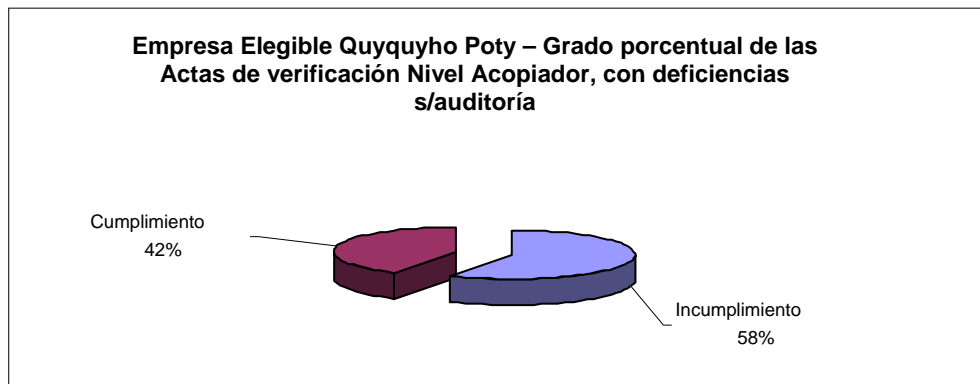 Empresa Elegible Quyquyho Poty – Grado porcentual de las
Actas de verificación Nivel Acopiador, con deficiencias
s/auditoría
Cumplimiento
42%
Incumplimiento
58%